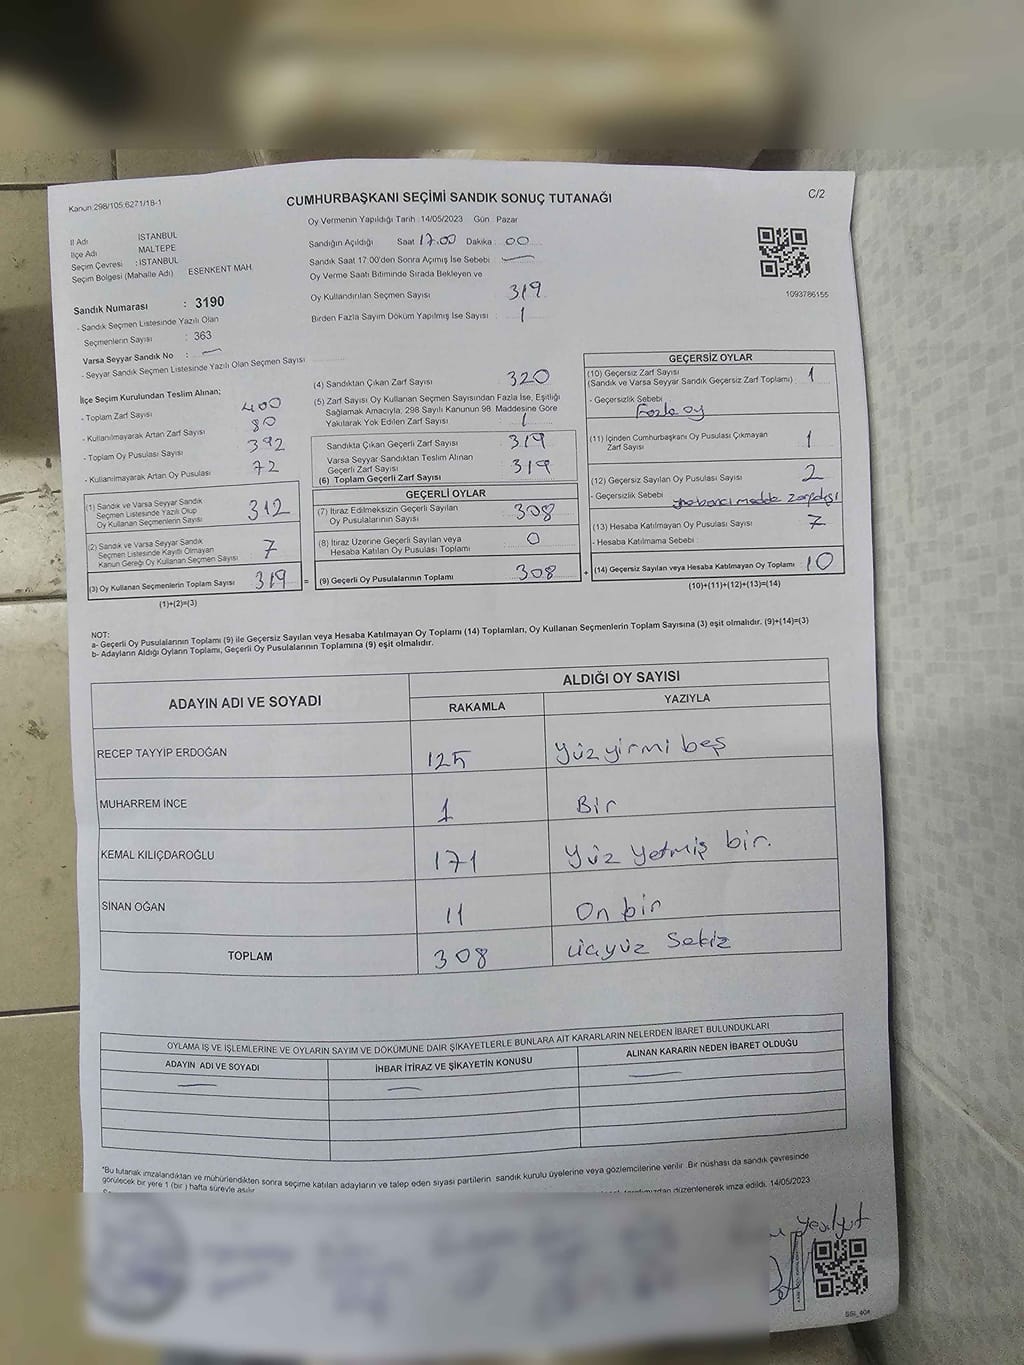 Kanun 298/105.6271/18-1
CUMHURBAŞKANI SEÇİMİ SANDIK SONUÇ TUTANAĞI
C/2
Oy Vermenin Yapıldığı Tarih : 14/05/2023 Gün : Pazar
İl Adı : İSTANBUL
İlçe Adı : MALTEPE
Seçim Çevresi : İSTANBUL
Seçim Bölgesi (Mahalle Adı) ESENKENT MAH.
Sandığın Açıldığı Saat 17.00 Dakika 00
Sandık Saat 17:00'den Sonra Açımış İse Sebebi : —
Oy Verme Saati Bitiminde Sırada Bekleyen ve
Oy Kullandırılan Seçmen Sayısı 319
Birden Fazla Sayım Döküm Yapılmış İse Sayısı : 1
1093786155
Sandık Numarası : 3190
- Sandık Seçmen Listesinde Yazılı Olan
Seçmenlerin Sayısı : 363
Varsa Seyyar Sandık No : —
- Seyyar Sandık Seçmen Listesinde Yazılı Olan Seçmen Sayısı
İlçe Seçim Kurulundan Teslim Alınan;
- Toplam Zarf Sayısı 400
- Kullanılmayarak Artan Zarf Sayısı 80
- Toplam Oy Pusulası Sayısı 392
- Kullanılmayarak Artan Oy Pusulası 72
(1) Sandık ve Varsa Seyyar Sandık
Seçmen Listesinde Yazılı Olup
Oy Kullanan Seçmenlerin Sayısı 312
(2) Sandık ve Varsa Seyyar Sandık
Seçmen Listesinde Kayıtlı Olmayan
Kanun Gereği Oy Kullanan Seçmen Sayısı 7
(3) Oy Kullanan Seçmenlerin Toplam Sayısı 319 =
(1)+(2)=(3)
(4) Sandıktan Çıkan Zarf Sayısı 320
(5) Zarf Sayısı Oy Kullanan Seçmen Sayısından Fazla İse, Eşitliği
Sağlamak Amacıyla, 298 Sayılı Kanunun 98. Maddesine Göre
Yakılarak Yok Edilen Zarf Sayısı : 1
Sandıkta Çıkan Geçerli Zarf Sayısı 319
Varsa Seyyar Sandıktan Teslim Alınan
Geçerli Zarf Sayısı 319
(6) Toplam Geçerli Zarf Sayısı
GEÇERLİ OYLAR
(7) İtiraz Edilmeksizin Geçerli Sayılan
Oy Pusulalarının Sayısı 308
(8) İtiraz Üzerine Geçerli Sayılan veya
Hesaba Katılan Oy Pusulası Toplamı 0
(9) Geçerli Oy Pusulalarının Toplamı 308 +
GEÇERSİZ OYLAR
(10) Geçersiz Zarf Sayısı
(Sandık ve Varsa Seyyar Sandık Geçersiz Zarf Toplamı) 1
- Geçersizlik Sebebi
Fazla oy
(11) İçinden Cumhurbaşkanı Oy Pusulası Çıkmayan
Zarf Sayısı 1
(12) Geçersiz Sayılan Oy Pusulası Sayısı 2
- Geçersizlik Sebebi yabancı madde zarf dışı
(13) Hesaba Katılmayan Oy Pusulası Sayısı 7
- Hesaba Katılmama Sebebi :
(14) Geçersiz Sayılan veya Hesaba Katılmayan Oy Toplamı 10
(10)+(11)+(12)+(13)=(14)
NOT:
a- Geçerli Oy Pusulalarının Toplamı (9) ile Geçersiz Sayılan veya Hesaba Katılmayan Oy Toplamı (14) Toplamları, Oy Kullanan Seçmenlerin Toplam Sayısına (3) eşit olmalıdır. (9)+(14)=(3)
b- Adayların Aldığı Oyların Toplamı, Geçerli Oy Pusulalarının Toplamına (9) eşit olmalıdır.
ADAYIN ADI VE SOYADI
ALDIĞI OY SAYISI
RAKAMLA YAZIYLA
RECEP TAYYİP ERDOĞAN 125 Yüz yirmi beş
MUHARREM İNCE 1 Bir
KEMAL KILIÇDAROĞLU 171 Yüz Yetmiş bir.
SİNAN OĞAN 11 On bir
TOPLAM 308 üçyüz Sekiz
OYLAMA İŞ VE İŞLEMLERİNE VE OYLARIN SAYIM VE DÖKÜMÜNE DAİR ŞİKAYETLERLE BUNLARA AİT KARARLARIN NELERDEN İBARET BULUNDUKLARI
ADAYIN ADI VE SOYADI İHBAR İTİRAZ VE ŞİKAYETİN KONUSU ALINAN KARARIN NEDEN İBARET OLDUĞU
— — —
*Bu tutanak imzalandıktan ve mühürlendikten sonra seçime katılan adayların ve talep eden siyasi partilerin sandık kurulu üyelerine veya gözlemcilerine verilir. Bir nüshası da sandık çevresinde
görülecek bir yere 1 (bir) hafta süreyle asılır.
tarafımızdan düzenlenerek imza edildi. 14/05/2023